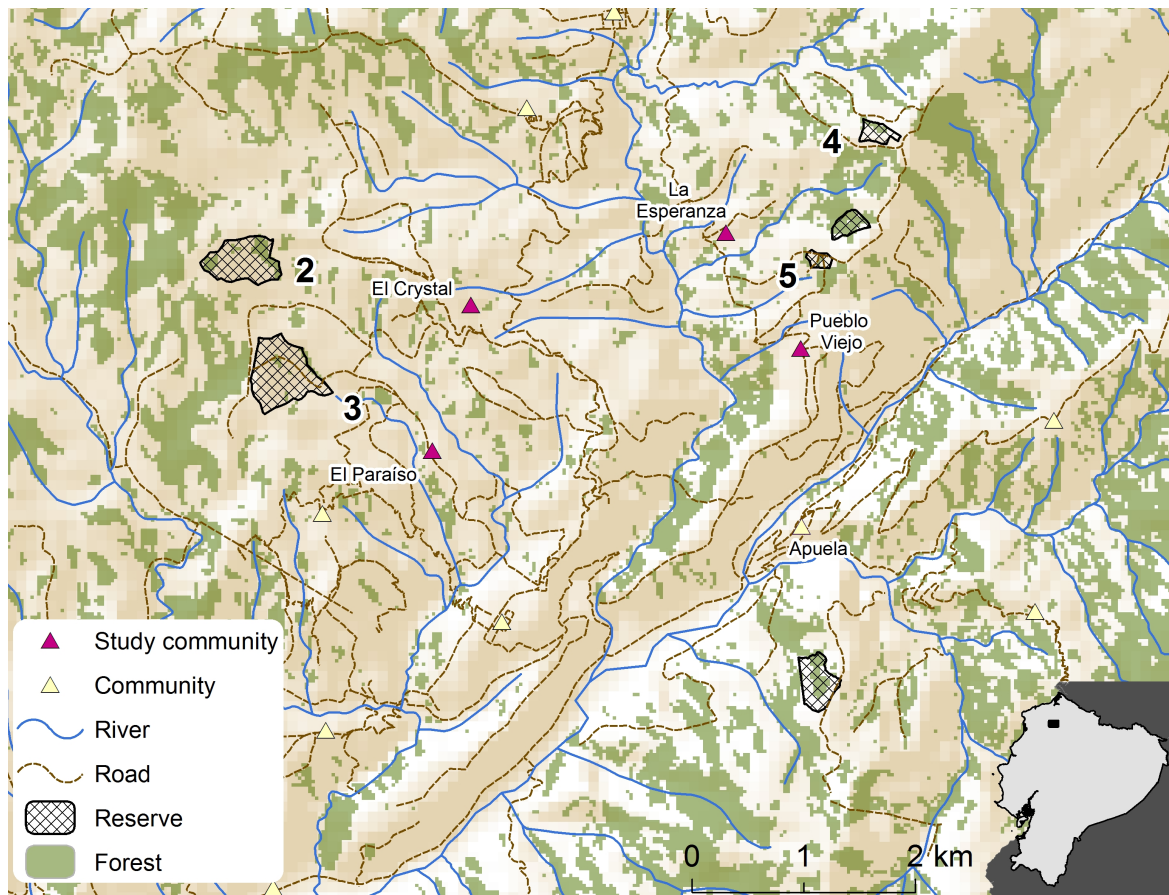 4
La
Esperanza
2
5
El Crystal
Pueblo
Viejo
3
El Paraíso
Apuela
Study community
Community
River
Road
Reserve
Forest
0 1 2 km